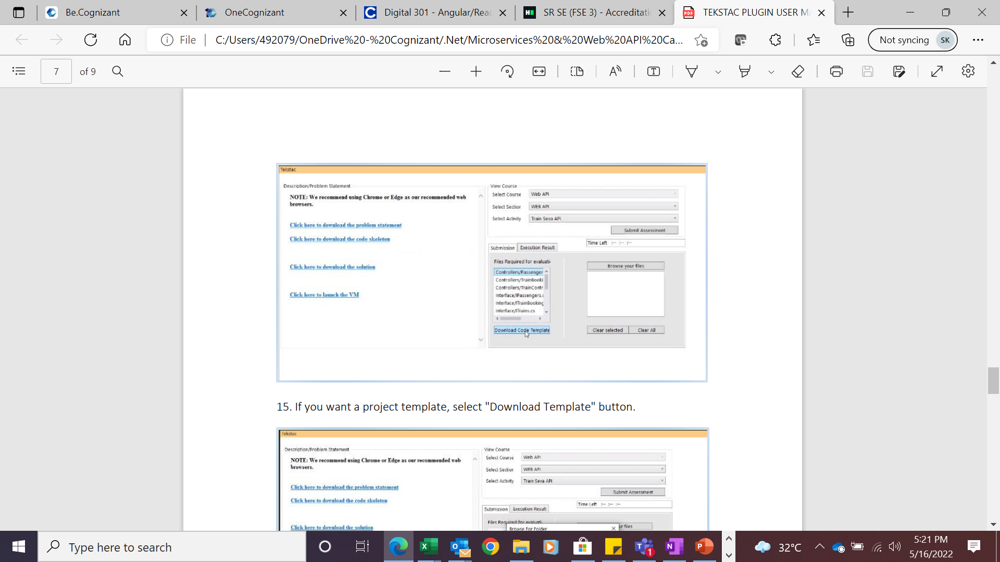 Be.Cognizant
OneCognizant
Digital 301 - Angular/Reac
SR SE (FSE 3) - Accreditati
TEKSTAC PLUGIN USER MA
File
C:/Users/492079/OneDrive%20-%20Cognizant/.Net/Microservices%20&%20Web%20API%20Ca...
Not syncing
SK
7
of 9
Tekstac
Description/Problem Statement
NOTE: We recommend using Chrome or Edge as our recommended web
browsers.
Click here to download the problem statement
Click here to download the code skeleton
Click here to download the solution
Click here to launch the VM
View Course
Select Course
Web API
Select Section
WEB API
Select Activity
Train Seva API
Submit Assessment
Time Left :-- :-- :--
Submission
Execution Result
Files Required for evaluati
Controllers/Passenger
Controllers/TrainBooki
Controllers/TrainContr
Interface/IPassengers.c
Interface/ITrainBooking
Interface/ITrains.cs
Download Code Template
Browse your files
Clear selected
Clear All
15. If you want a project template, select "Download Template" button.
Tekstac
Description/Problem Statement
NOTE: We recommend using Chrome or Edge as our recommended web
browsers.
Click here to download the problem statement
Click here to download the code skeleton
Click here to download the solution
View Course
Select Course
Web API
Select Section
WEB API
Select Activity
Train Seva API
Submit Assessment
Time Left :-- :-- :--
Submission
Execution Result
Files Required for evaluati
Browse For Folder
ur files
Type here to search
1
32°C
5:21 PM
5/16/2022